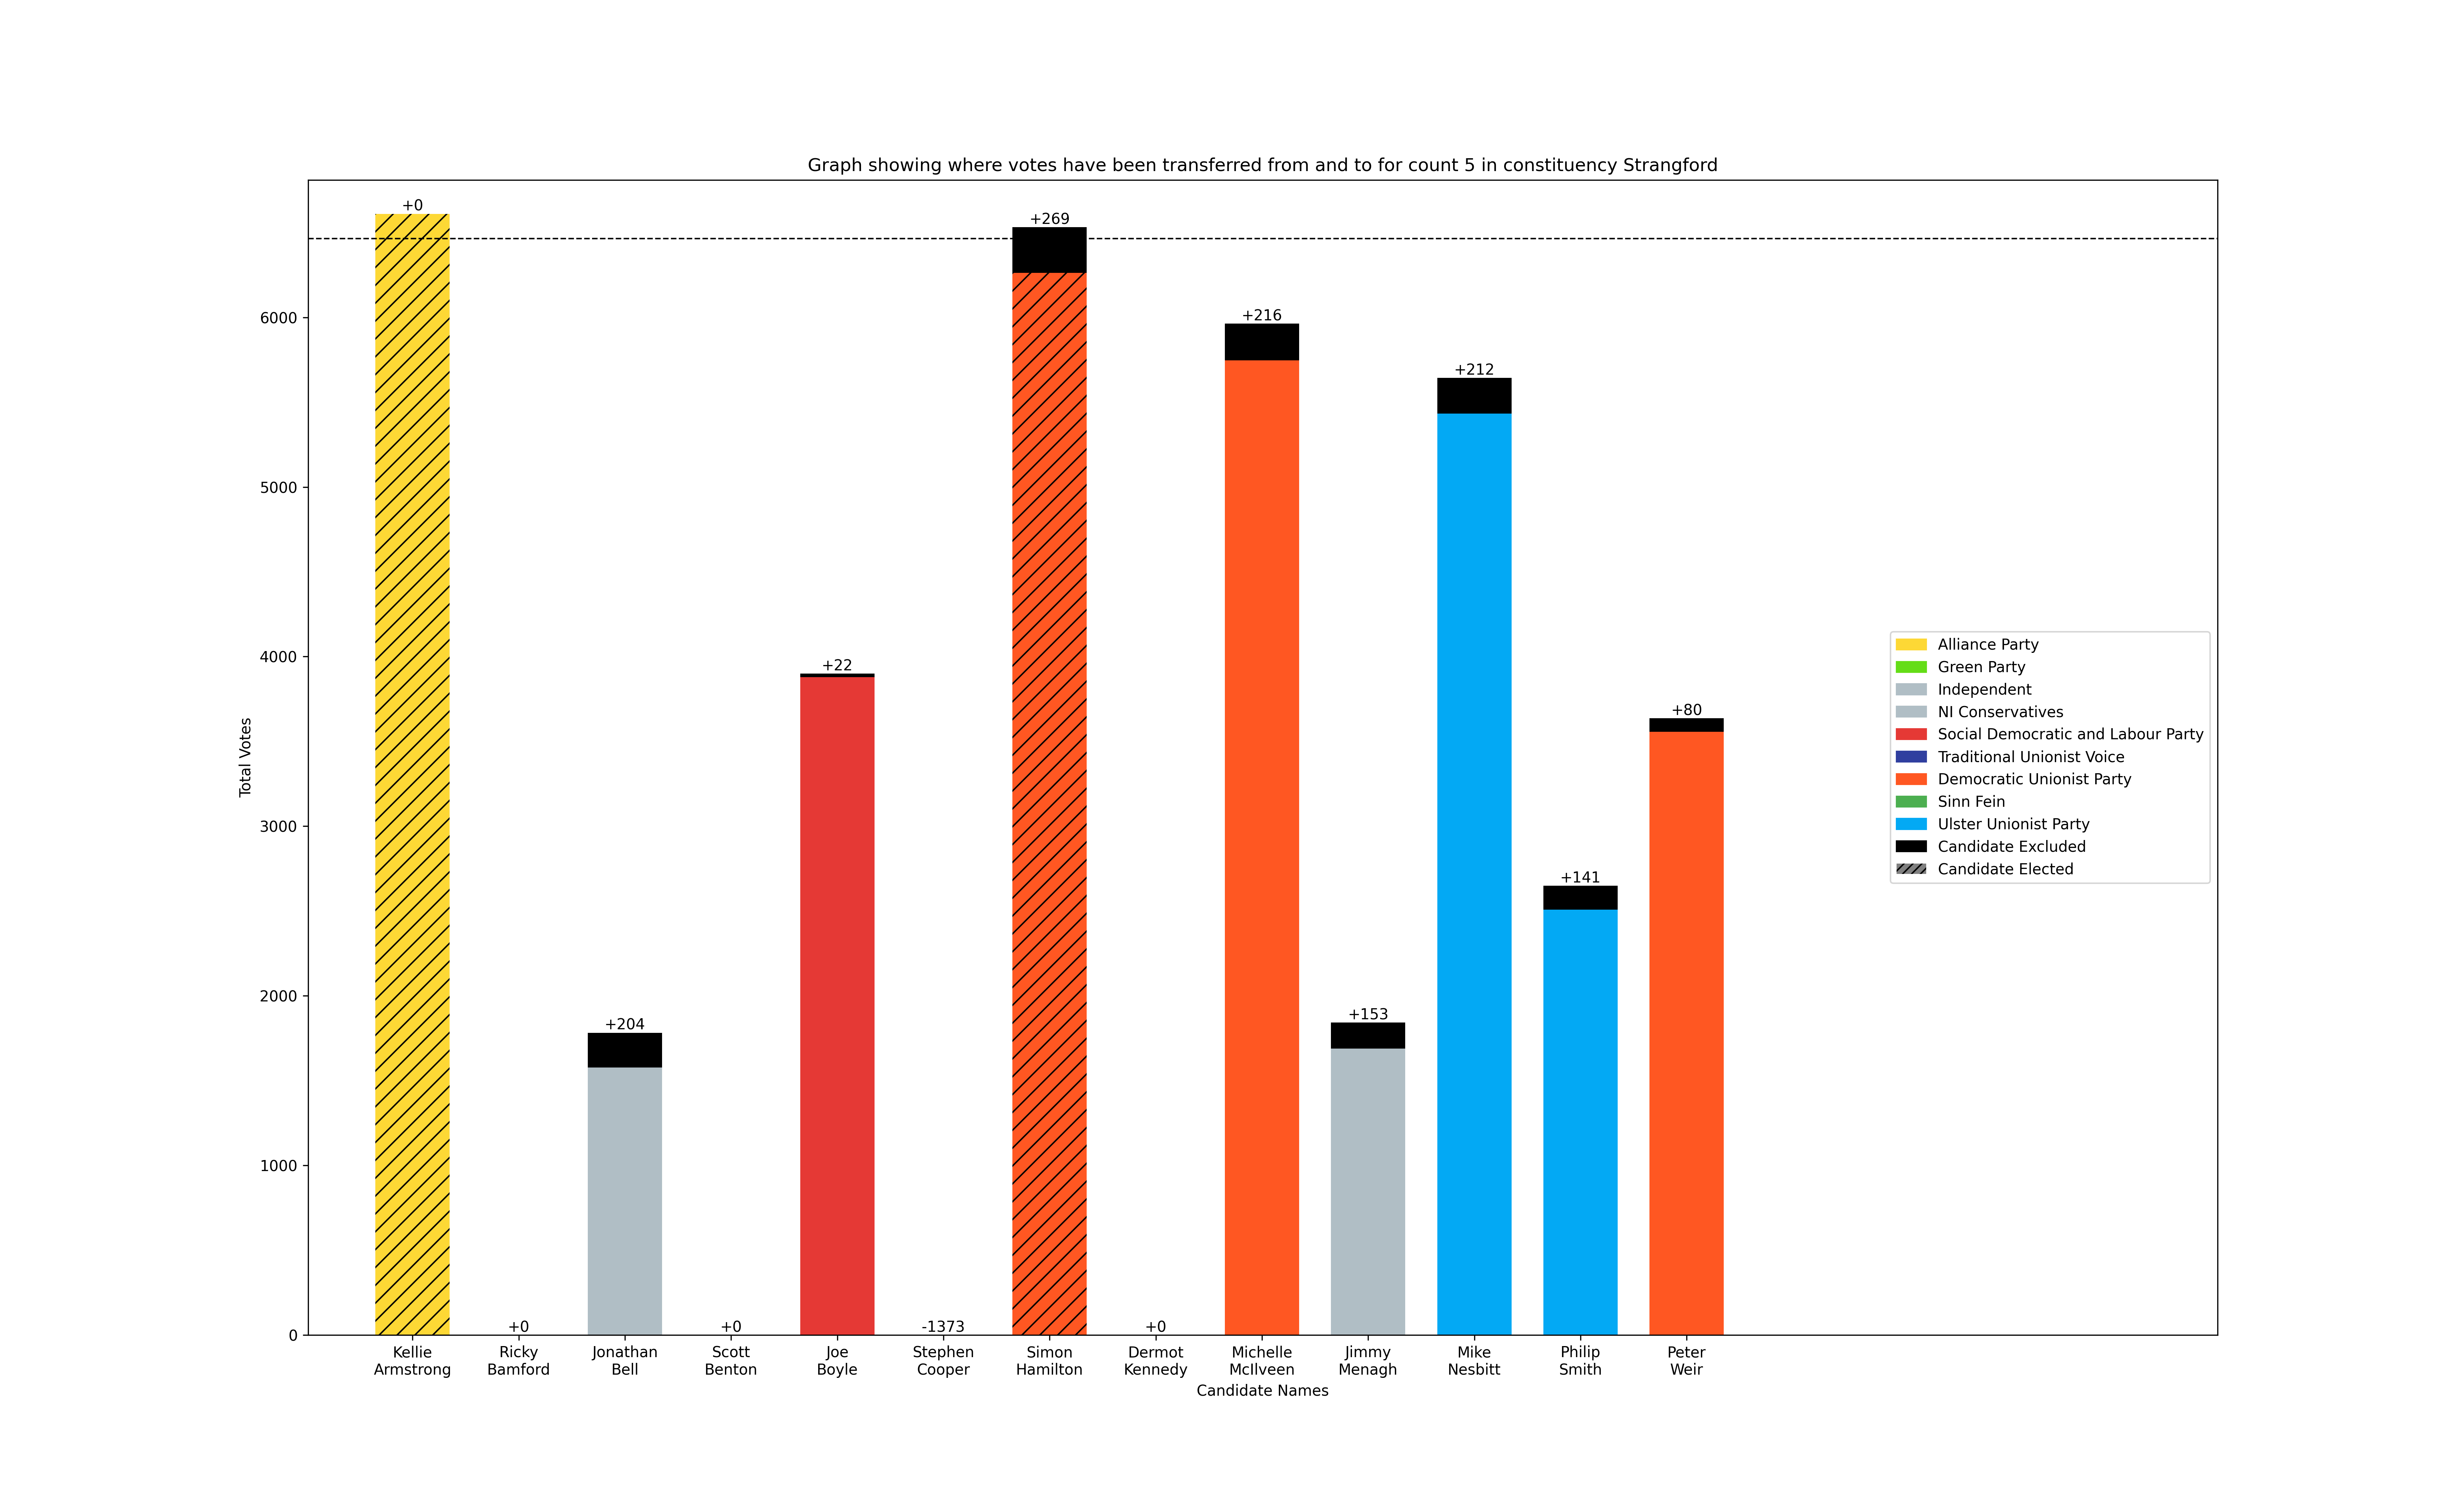 Graph showing where votes have been transferred from and to for count 5 in constituency Strangford
+0
+269
+216
+212
+22
+80
+141
+204
+153
+0
+0
-1373
+0
6000
5000
4000
3000
2000
1000
0
Total Votes
Alliance Party
Green Party
Independent
NI Conservatives
Social Democratic and Labour Party
Traditional Unionist Voice
Democratic Unionist Party
Sinn Fein
Ulster Unionist Party
Candidate Excluded
Candidate Elected
Kellie
Armstrong
Ricky
Bamford
Jonathan
Bell
Scott
Benton
Joe
Boyle
Stephen
Cooper
Simon
Hamilton
Dermot
Kennedy
Michelle
McIlveen
Jimmy
Menagh
Mike
Nesbitt
Philip
Smith
Peter
Weir
Candidate Names